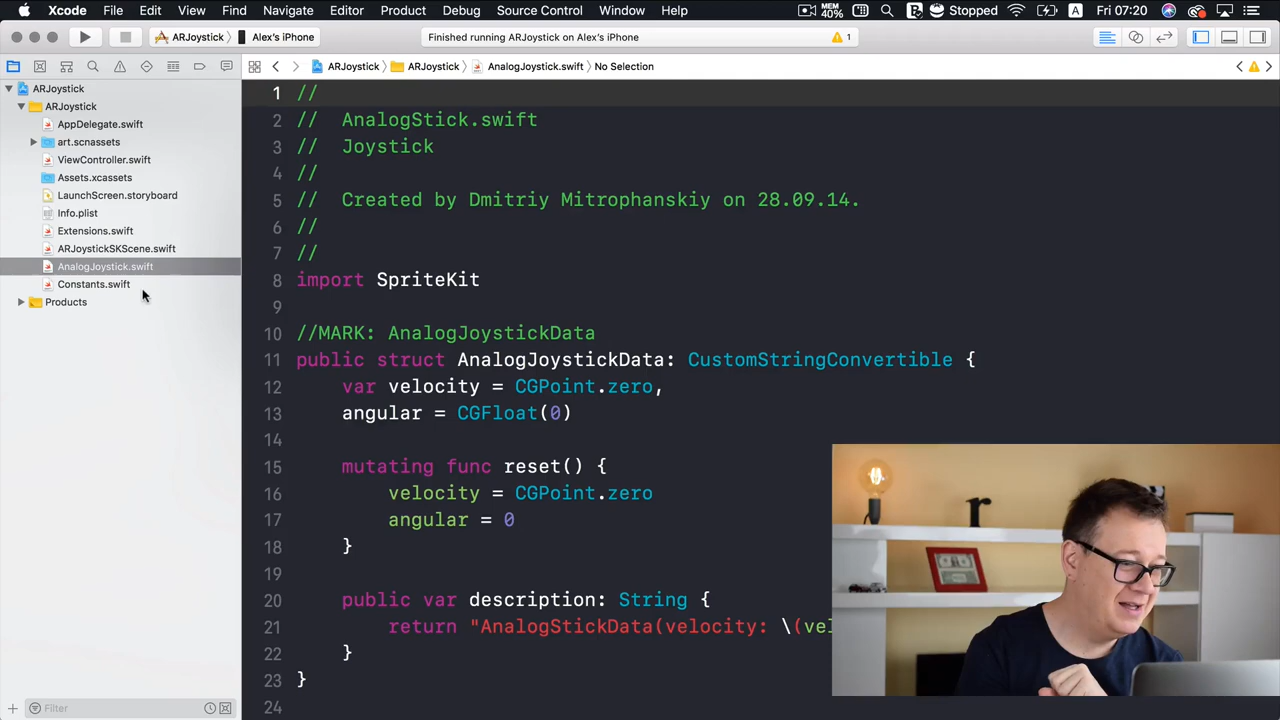 Xcode File Edit View Find Navigate Editor Product Debug Source Control Window Help MEM 40% Stopped A Fri 07:20
ARJoystick Alex's iPhone Finished running ARJoystick on Alex's iPhone 1
ARJoystick ARJoystick AnalogJoystick.swift No Selection
ARJoystick
ARJoystick
AppDelegate.swift
art.scnassets
ViewController.swift
Assets.xcassets
LaunchScreen.storyboard
Info.plist
Extensions.swift
ARJoystickSKScene.swift
AnalogJoystick.swift
Constants.swift
Products
Filter
1 //
2 // AnalogStick.swift
3 // Joystick
4 //
5 // Created by Dmitriy Mitrophanskiy on 28.09.14.
6 //
7 //
8 import SpriteKit
9
10 //MARK: AnalogJoystickData
11 public struct AnalogJoystickData: CustomStringConvertible {
12 var velocity = CGPoint.zero,
13 angular = CGFloat(0)
14
15 mutating func reset() {
16 velocity = CGPoint.zero
17 angular = 0
18 }
19
20 public var description: String {
21 return "AnalogStickData(velocity: \(vel
22 }
23 }
24